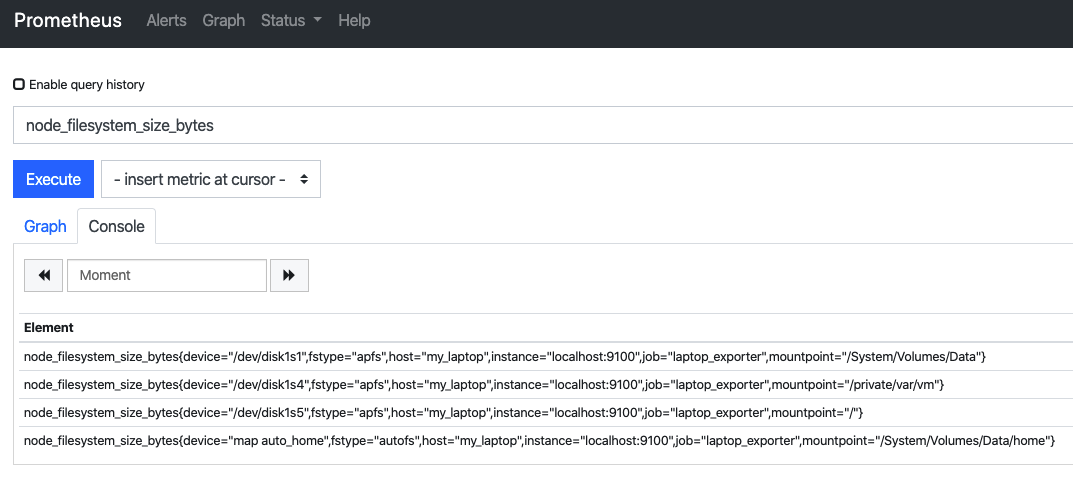 Prometheus Alerts Graph Status Help
Enable query history
node_filesystem_size_bytes
Execute - insert metric at cursor -
Graph Console
Moment
Element
node_filesystem_size_bytes{device="/dev/disk1s1",fstype="apfs",host="my_laptop",instance="localhost:9100",job="laptop_exporter",mountpoint="/System/Volumes/Data"}
node_filesystem_size_bytes{device="/dev/disk1s4",fstype="apfs",host="my_laptop",instance="localhost:9100",job="laptop_exporter",mountpoint="/private/var/vm"}
node_filesystem_size_bytes{device="/dev/disk1s5",fstype="apfs",host="my_laptop",instance="localhost:9100",job="laptop_exporter",mountpoint="/"}
node_filesystem_size_bytes{device="map auto_home",fstype="autofs",host="my_laptop",instance="localhost:9100",job="laptop_exporter",mountpoint="/System/Volumes/Data/home"}